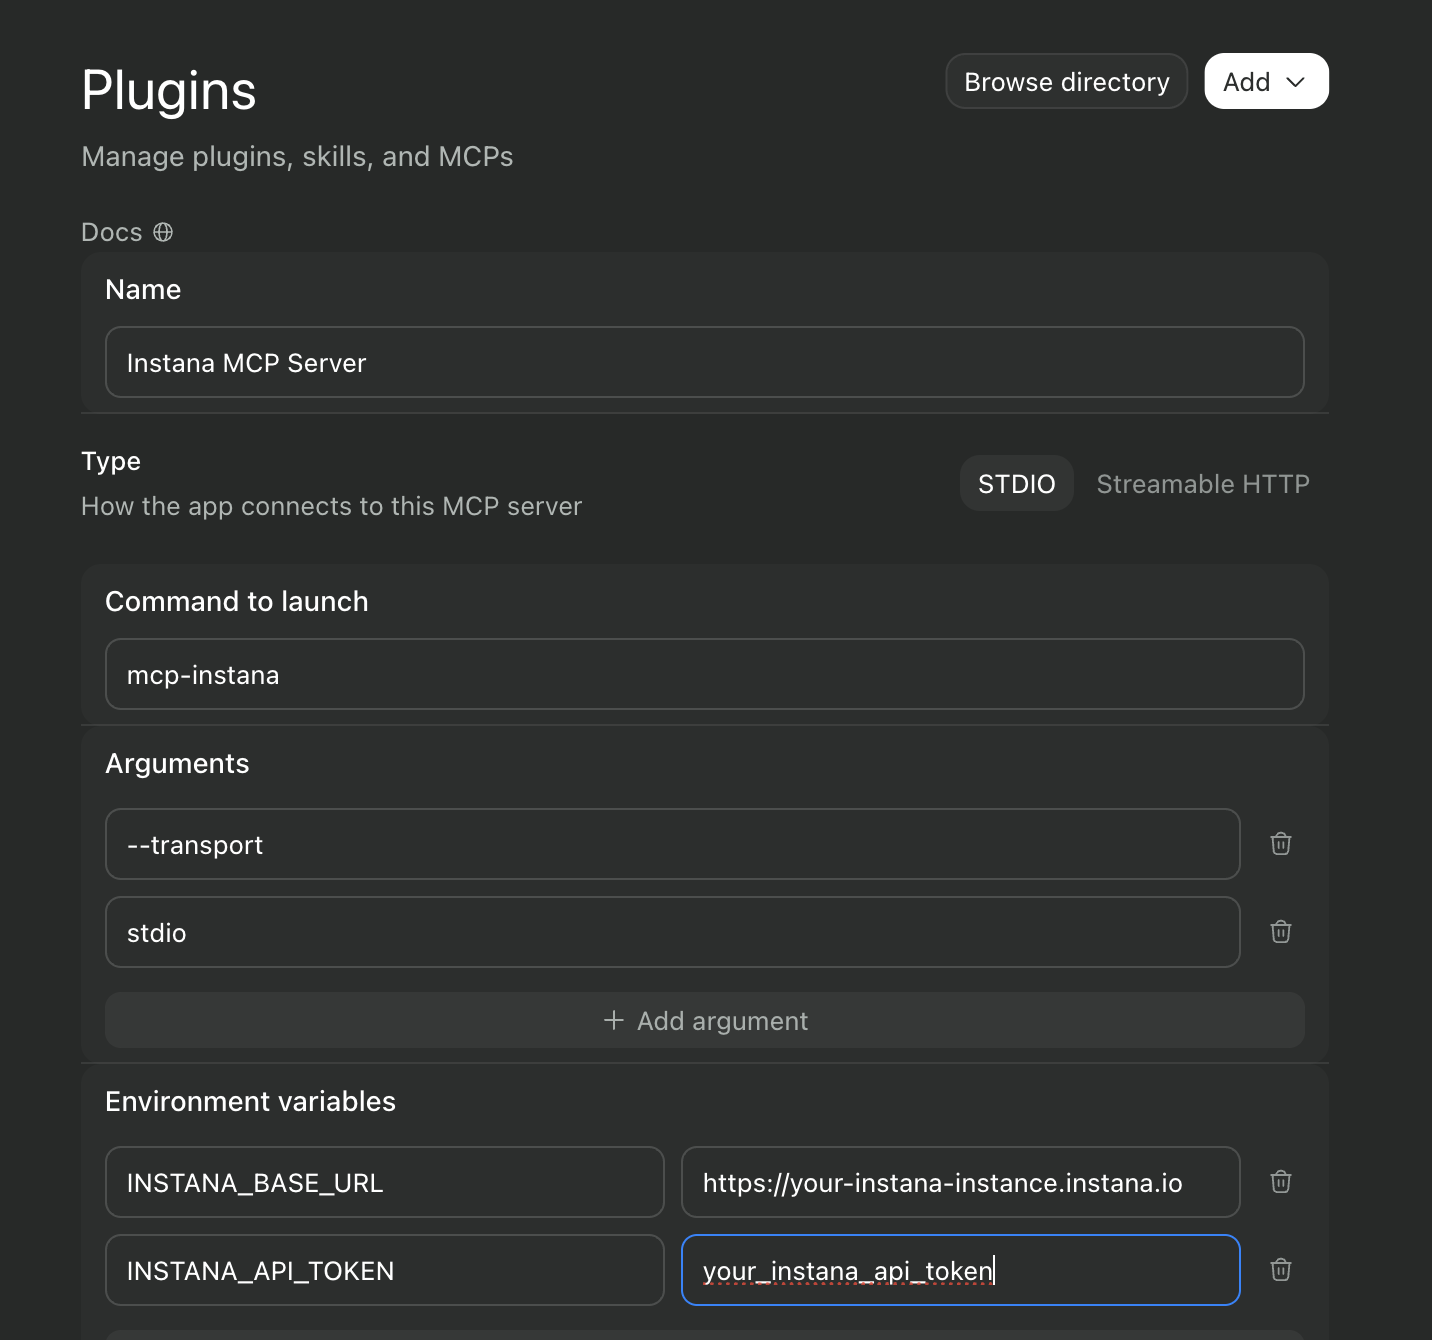 Plugins
Browse directory
Add
Manage plugins, skills, and MCPs
Docs
Name
Instana MCP Server
Type
How the app connects to this MCP server
STDIO
Streamable HTTP
Command to launch
mcp-instana
Arguments
--transport
stdio
+ Add argument
Environment variables
INSTANA_BASE_URL
https://your-instana-instance.instana.io
INSTANA_API_TOKEN
your_instana_api_token